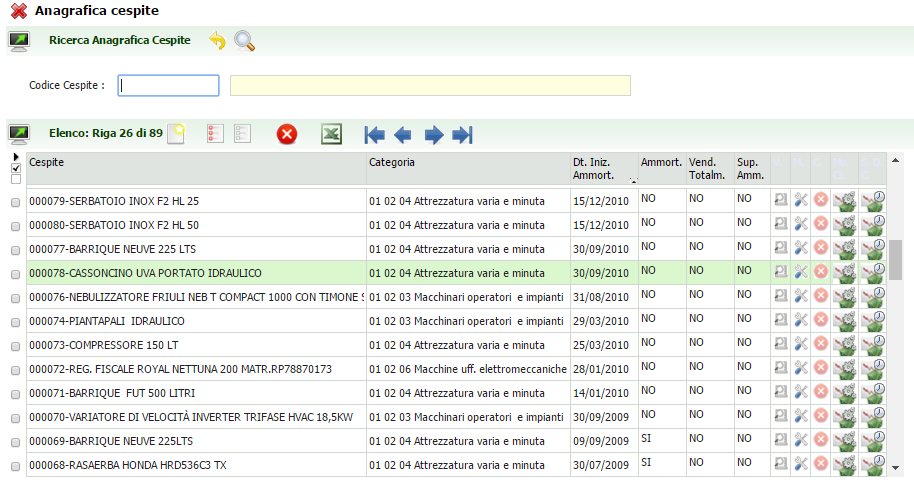 Anagrafica cespite
Ricerca Anagrafica Cespite
Codice Cespite :
Elenco: Riga 26 di 89
Cespite Categoria Dt. Iniz. Ammort. Ammort. Vend. Totalm. Sup. Amm.
000079-SERBATOIO INOX F2 HL 25 01 02 04 Attrezzatura varia e minuta 15/12/2010 NO NO NO
000080-SERBATOIO INOX F2 HL 50 01 02 04 Attrezzatura varia e minuta 15/12/2010 NO NO NO
000077-BARRIQUE NEUVE 225 LTS 01 02 04 Attrezzatura varia e minuta 30/09/2010 NO NO NO
000078-CASSONCINO UVA PORTATO IDRAULICO 01 02 04 Attrezzatura varia e minuta 30/09/2010 NO NO NO
000076-NEBULIZZATORE FRIULI NEB T COMPACT 1000 CON TIMONE S 01 02 03 Macchinari operatori e impianti 31/08/2010 NO NO NO
000074-PIANTAPALI IDRAULICO 01 02 03 Macchinari operatori e impianti 29/03/2010 NO NO NO
000073-COMPRESSORE 150 LT 01 02 04 Attrezzatura varia e minuta 25/03/2010 NO NO NO
000072-REG. FISCALE ROYAL NETTUNA 200 MATR.RP78870173 01 02 06 Macchine uff. elettromeccaniche 28/01/2010 NO NO NO
000071-BARRIQUE FUT 500 LITRI 01 02 04 Attrezzatura varia e minuta 14/01/2010 NO NO NO
000070-VARIATORE DI VELOCITÀ INVERTER TRIFASE HVAC 18,5KW 01 02 03 Macchinari operatori e impianti 30/09/2009 NO NO NO
000069-BARRIQUE NEUVE 225LTS 01 02 04 Attrezzatura varia e minuta 09/09/2009 SI NO NO
000068-RASAERBA HONDA HRD536C3 TX 01 02 04 Attrezzatura varia e minuta 30/07/2009 SI NO NO